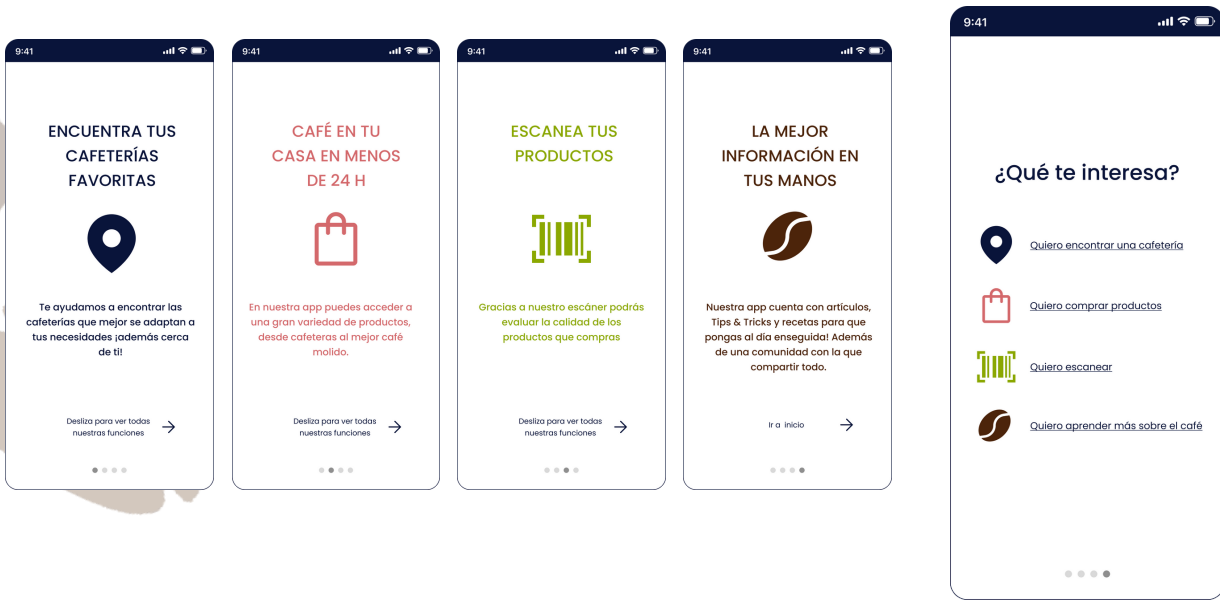 9:41
ENCUENTRA TUS
CAFETERÍAS
FAVORITAS
Te ayudamos a encontrar las
cafeterías que mejor se adaptan a
tus necesidades ¡además cerca
de ti!
Desliza para ver todas
nuestras funciones
9:41
CAFÉ EN TU
CASA EN MENOS
DE 24 H
En nuestra app puedes acceder a
una gran variedad de productos,
desde cafeteras al mejor café
molido.
Desliza para ver todas
nuestras funciones
9:41
ESCANEA TUS
PRODUCTOS
Gracias a nuestro escáner podrás
evaluar la calidad de los
productos que compras
Desliza para ver todas
nuestras funciones
9:41
LA MEJOR
INFORMACIÓN EN
TUS MANOS
Nuestra app cuenta con artículos,
Tips & Tricks y recetas para que
pongas al día enseguida! Además
de una comunidad con la que
compartir todo.
Ir a inicio
9:41
¿Qué te interesa?
Quiero encontrar una cafetería
Quiero comprar productos
Quiero escanear
Quiero aprender más sobre el café